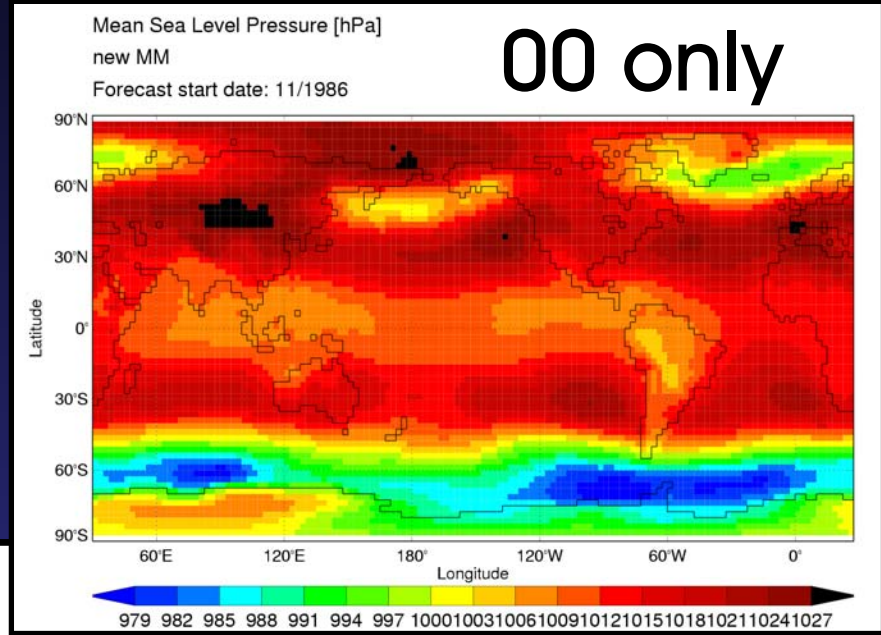 Mean Sea Level Pressure [hPa]
new MM
Forecast start date: 11/1986
00 only
90°N
60°N
30°N
0°
30°S
60°S
90°S
Latitude
60°E 120°E 180° 120°W 60°W 0°
Longitude
979 982 985 988 991 994 997 1000 1003 1006 1009 1012 1015 1018 1021 1024 1027